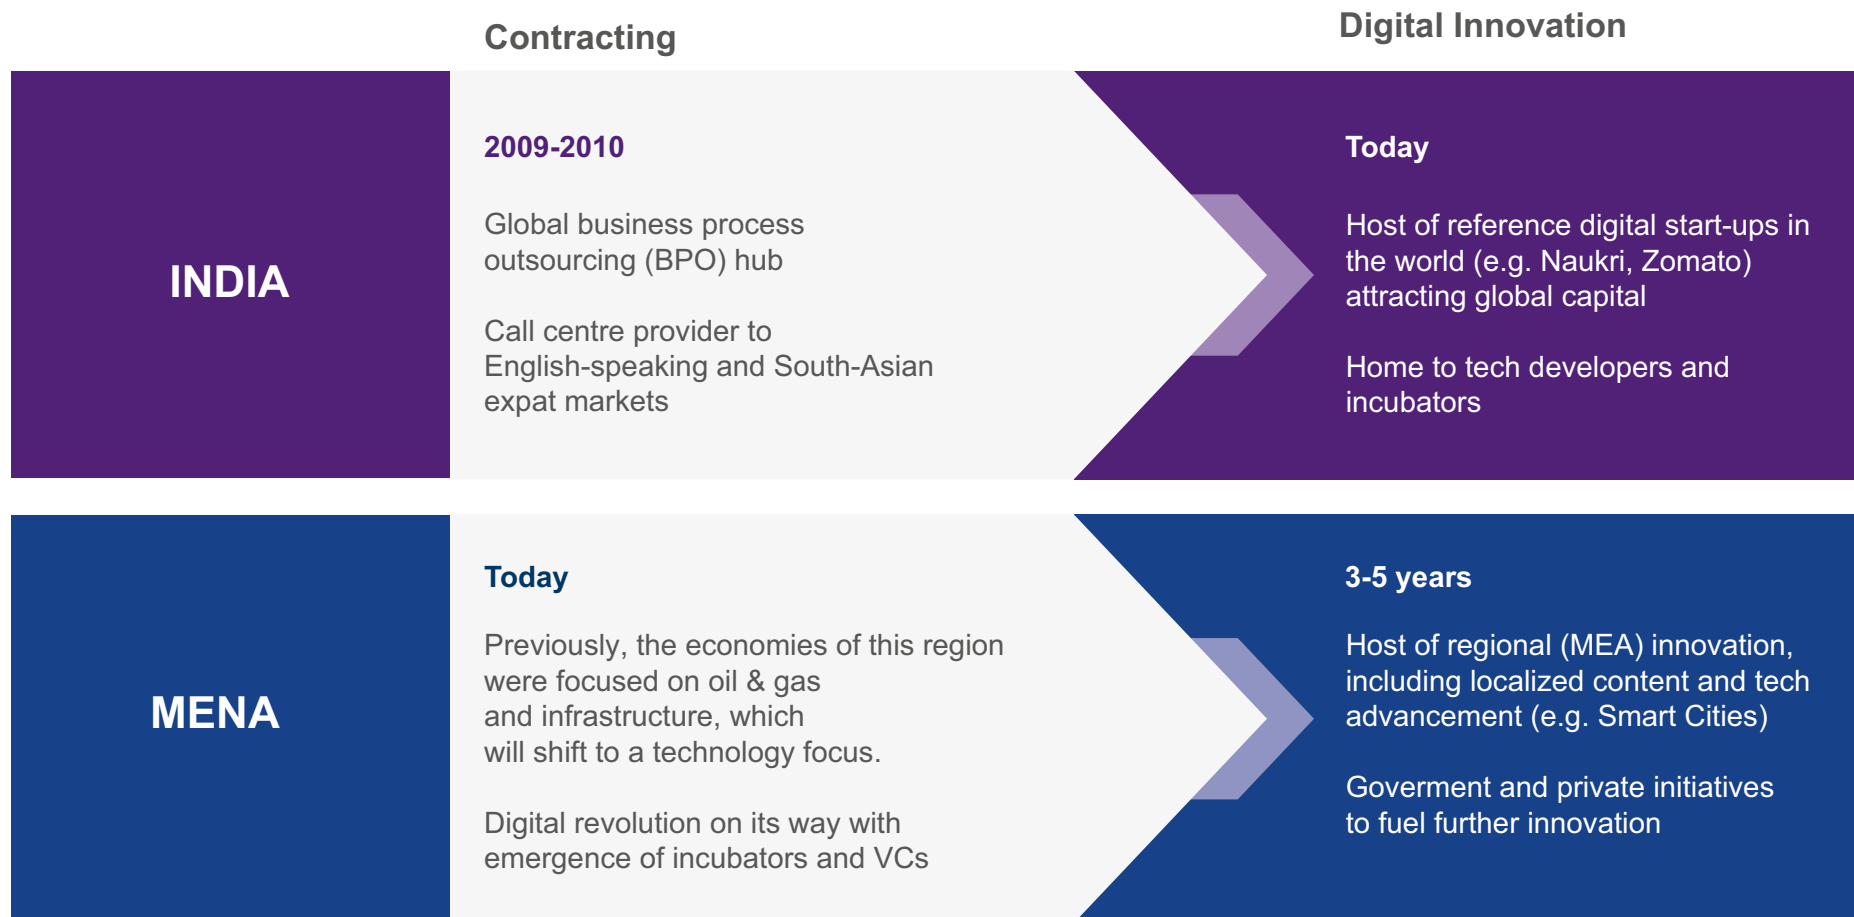 Contracting
Digital Innovation
INDIA
2009-2010
Global business process
outsourcing (BPO) hub
Call centre provider to
English-speaking and South-Asian
expat markets
Today
Host of reference digital start-ups in
the world (e.g. Naukri, Zomato)
attracting global capital
Home to tech developers and
incubators
MENA
Today
Previously, the economies of this region
were focused on oil & gas
and infrastructure, which
will shift to a technology focus.
Digital revolution on its way with
emergence of incubators and VCs
3-5 years
Host of regional (MEA) innovation,
including localized content and tech
advancement (e.g. Smart Cities)
Goverment and private initiatives
to fuel further innovation